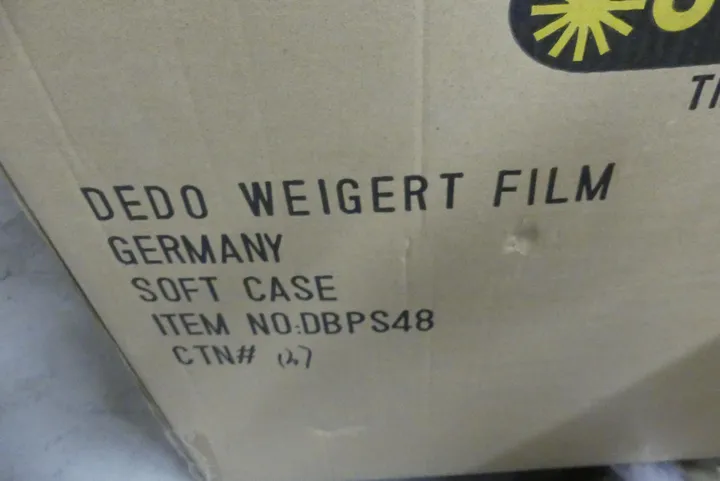 DEDO WEIGERT FILM
GERMANY
SOFT CASE
ITEM NO:DBPS48
CTN#